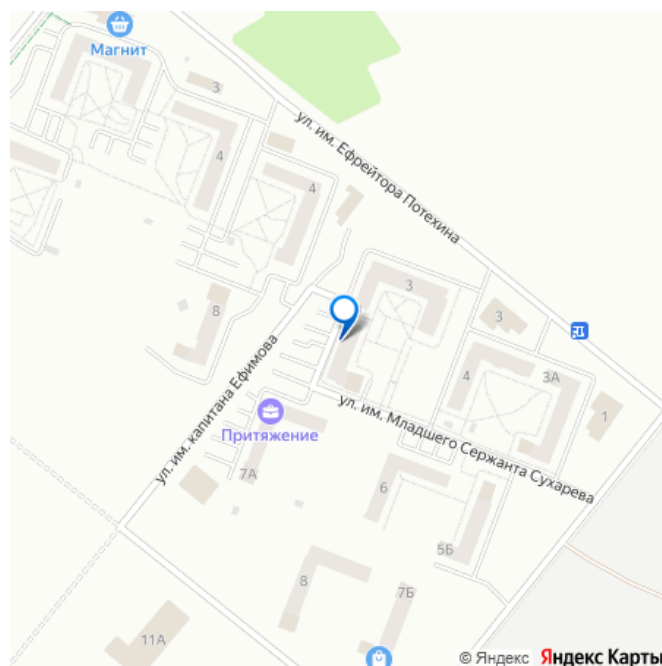 Магнит
3
4
4
ул. им. Ефрейтора Потехина
3
8
3
ул. им. капитана Ефимова
4
3А
1
ул. им. Младшего Сержанта Сухарева
Притяжение
7А
6
5Б
8
7Б
11А
© Яндекс Яндекс Карты